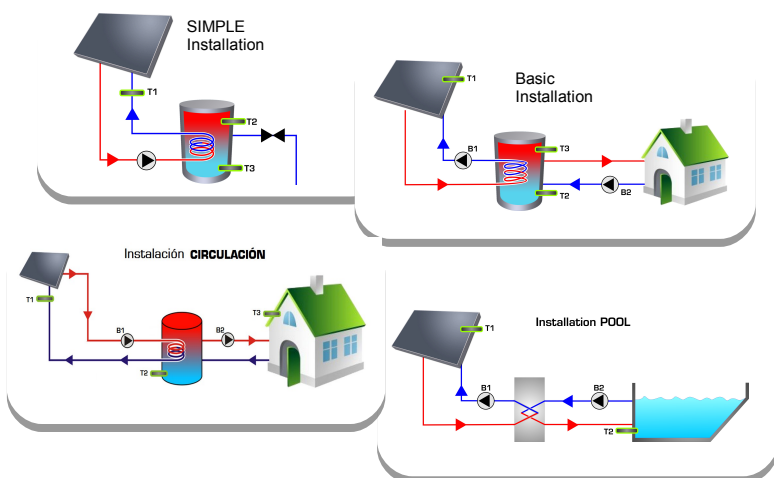 SIMPLE
Installation
T1
T2
T3
Basic
Installation
T1
B1
T3
T2
B2
Instalación CIRCULACIÓN
T1
B1
B2
T2
T3
Installation POOL
T1
B1
B2
T2